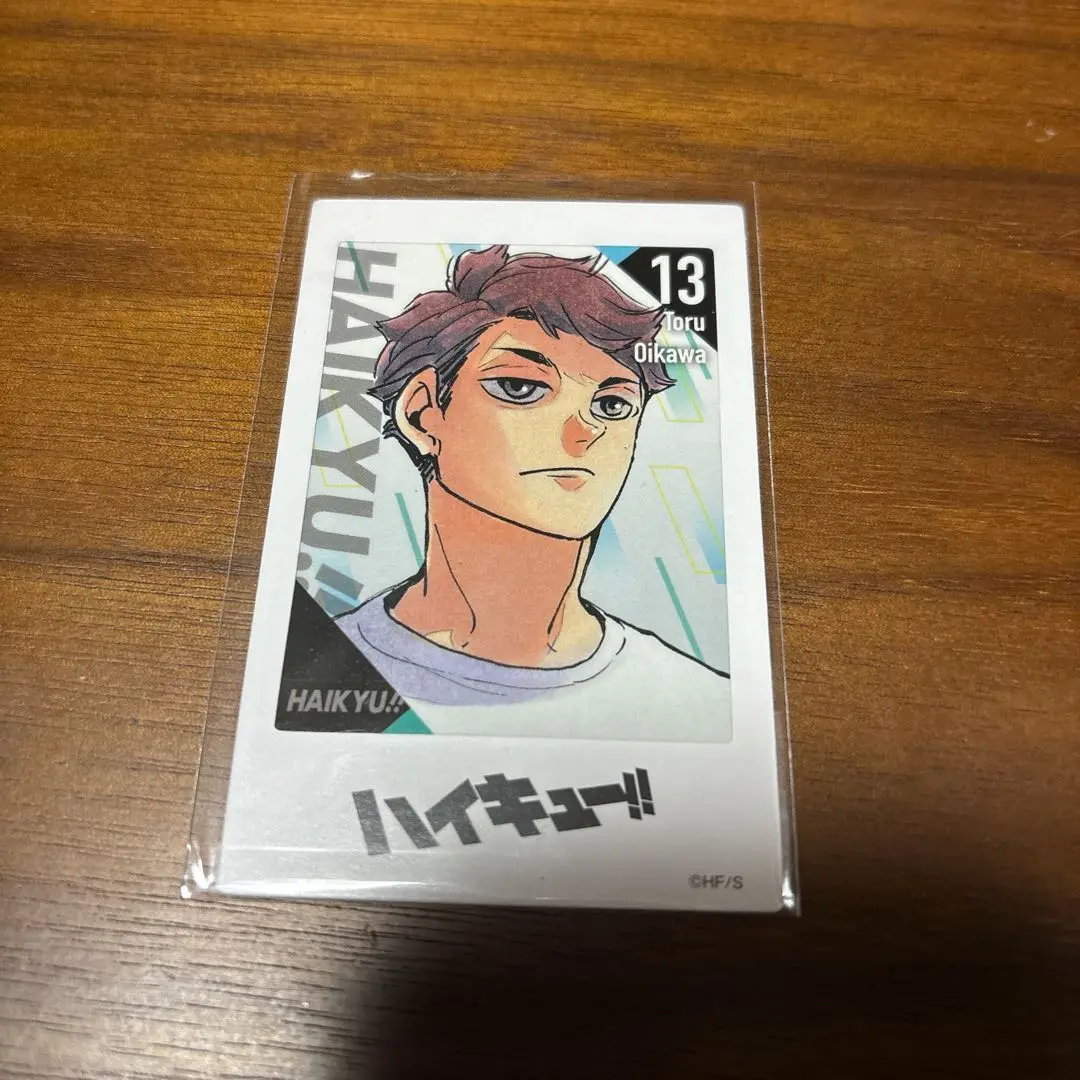 HAIKYU!!
13
Toru
Oikawa
HAIKYU!!
ハイキュー!!
©HF/S